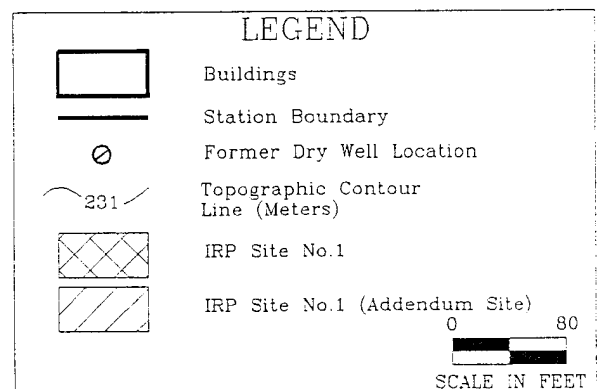 LEGEND
Buildings
Station Boundary
Former Dry Well Location
231
Topographic Contour
Line (Meters)
IRP Site No.1
IRP Site No.1 (Addendum Site)
0 80
SCALE IN FEET